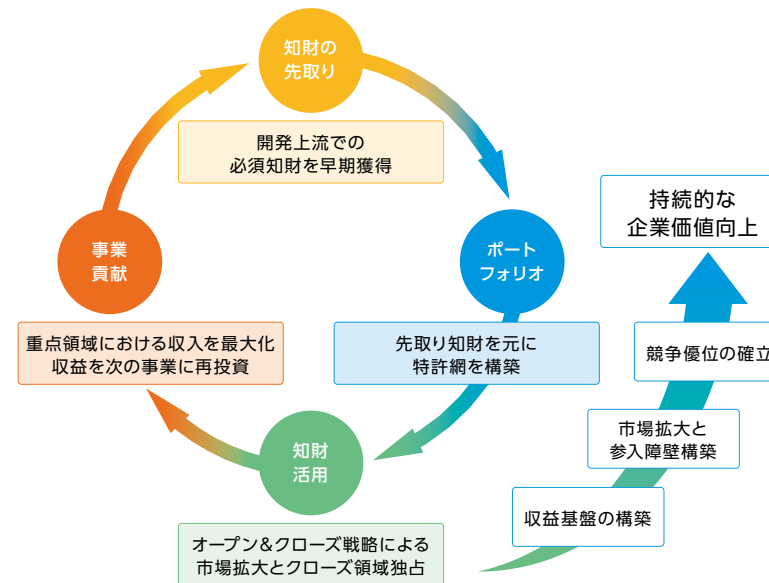 知財の
先取り
開発上流での
必須知財を早期獲得
ポート
フォリオ
先取り知財を元に
特許網を構築
知財
活用
オープン&クローズ戦略による
市場拡大とクローズ領域独占
事業
貢献
重点領域における収入を最大化
収益を次の事業に再投資
持続的な
企業価値向上
競争優位の確立
市場拡大と
参入障壁構築
収益基盤の構築